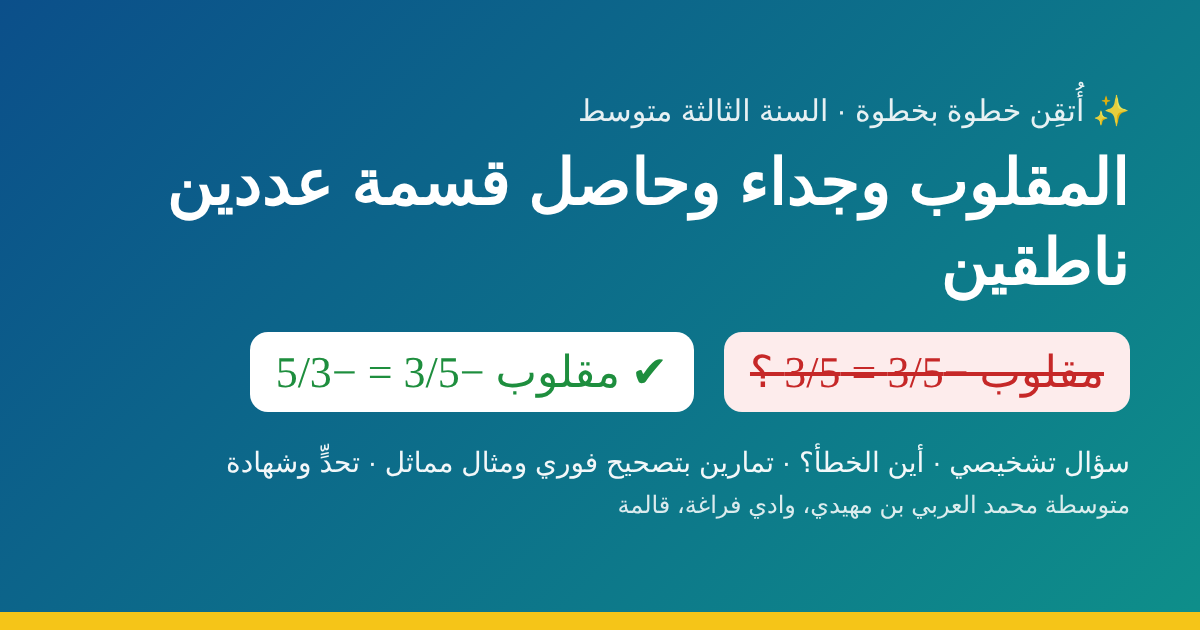 ✨ أُتقِن خطوة بخطوة · السنة الثالثة متوسط
المقلوب وجداء وحاصل قسمة عددين
ناطقين
مقلوب −3/5 = 3/5 ؟
✔ مقلوب −3/5 = −5/3
سؤال تشخيصي · أين الخطأ؟ · تمارين بتصحيح فوري ومثال مماثل · تحدٍّ وشهادة
متوسطة محمد العربي بن مهيدي، وادي فراغة، قالمة